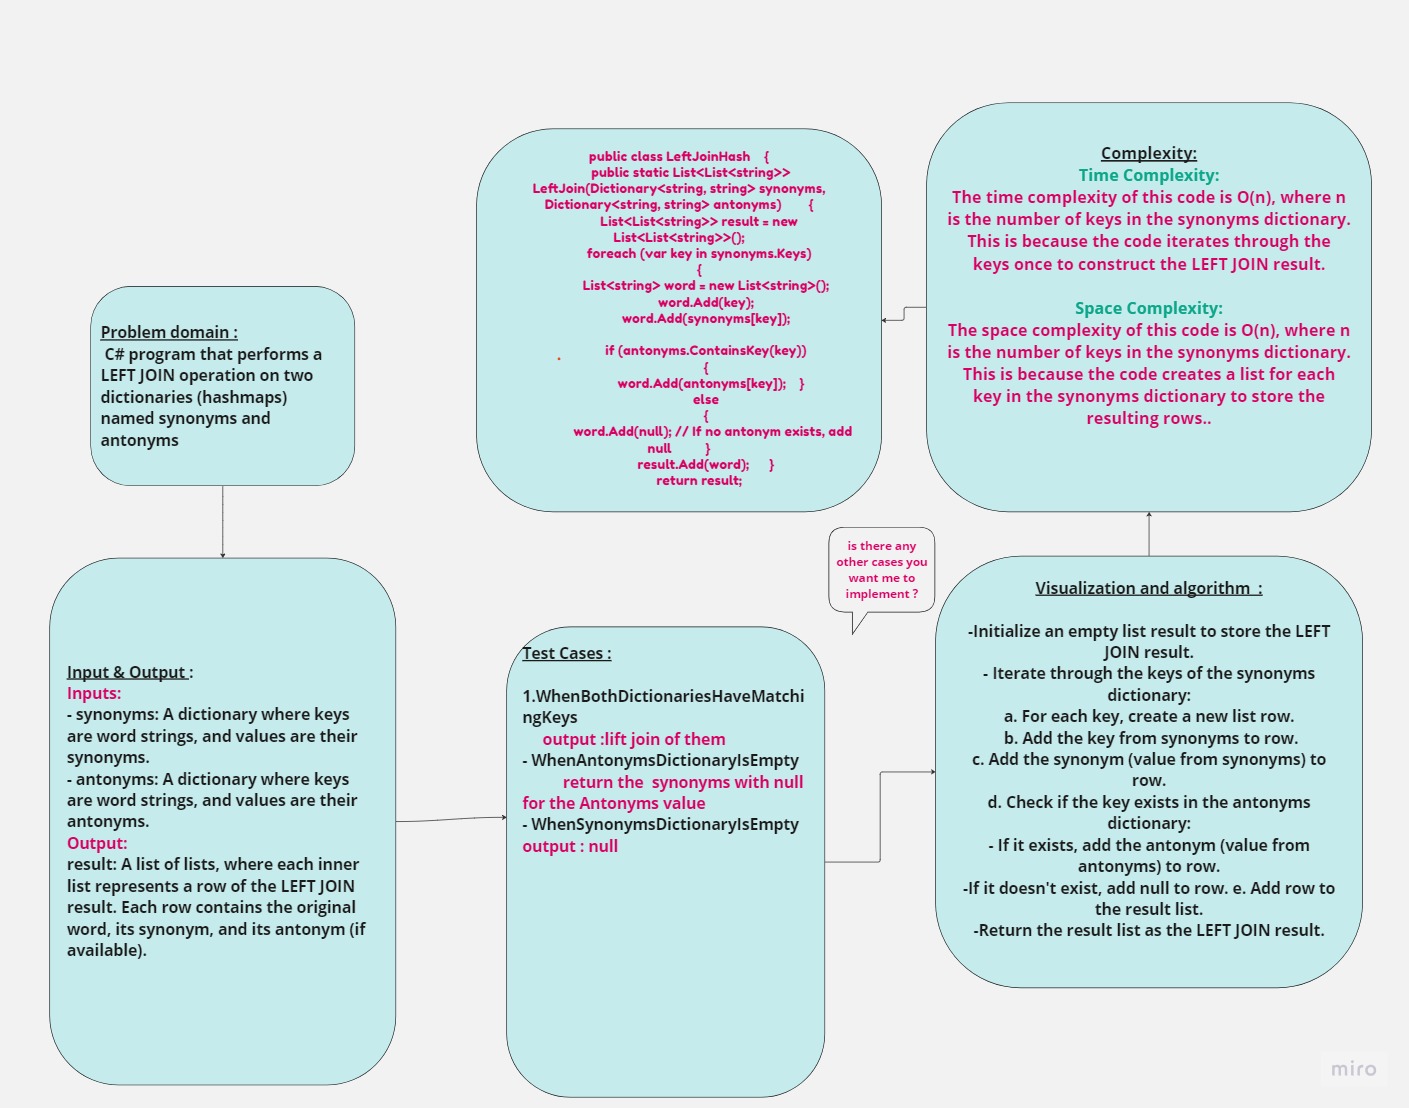 Problem domain :
C# program that performs a
LEFT JOIN operation on two
dictionaries (hashmaps)
named synonyms and
antonyms
Input & Output :
Inputs:
- synonyms: A dictionary where keys
are word strings, and values are their
synonyms.
- antonyms: A dictionary where keys
are word strings, and values are their
antonyms.
Output:
result: A list of lists, where each inner
list represents a row of the LEFT JOIN
result. Each row contains the original
word, its synonym, and its antonym (if
available).
Test Cases :
1.WhenBothDictionariesHaveMatchi
ngKeys
output :lift join of them
- WhenAntonymsDictionaryIsEmpty
return the synonyms with null
for the Antonyms value
- WhenSynonymsDictionaryIsEmpty
output : null
is there any
other cases you
want me to
implement ?
Visualization and algorithm :
-Initialize an empty list result to store the LEFT
JOIN result.
- Iterate through the keys of the synonyms
dictionary:
a. For each key, create a new list row.
b. Add the key from synonyms to row.
c. Add the synonym (value from synonyms) to
row.
d. Check if the key exists in the antonyms
dictionary:
- If it exists, add the antonym (value from
antonyms) to row.
-If it doesn't exist, add null to row. e. Add row to
the result list.
-Return the result list as the LEFT JOIN result.
Complexity:
Time Complexity:
The time complexity of this code is O(n), where n
is the number of keys in the synonyms dictionary.
This is because the code iterates through the
keys once to construct the LEFT JOIN result.
Space Complexity:
The space complexity of this code is O(n), where n
is the number of keys in the synonyms dictionary.
This is because the code creates a list for each
key in the synonyms dictionary to store the
resulting rows..
public class LeftJoinHash {
public static List<List<string>>
LeftJoin(Dictionary<string, string> synonyms,
Dictionary<string, string> antonyms) {
List<List<string>> result = new
List<List<string>>();
foreach (var key in synonyms.Keys)
{
List<string> word = new List<string>();
word.Add(key);
word.Add(synonyms[key]);
if (antonyms.ContainsKey(key))
{
word.Add(antonyms[key]); }
else
{
word.Add(null); // If no antonym exists, add
null }
result.Add(word); }
return result;
miro